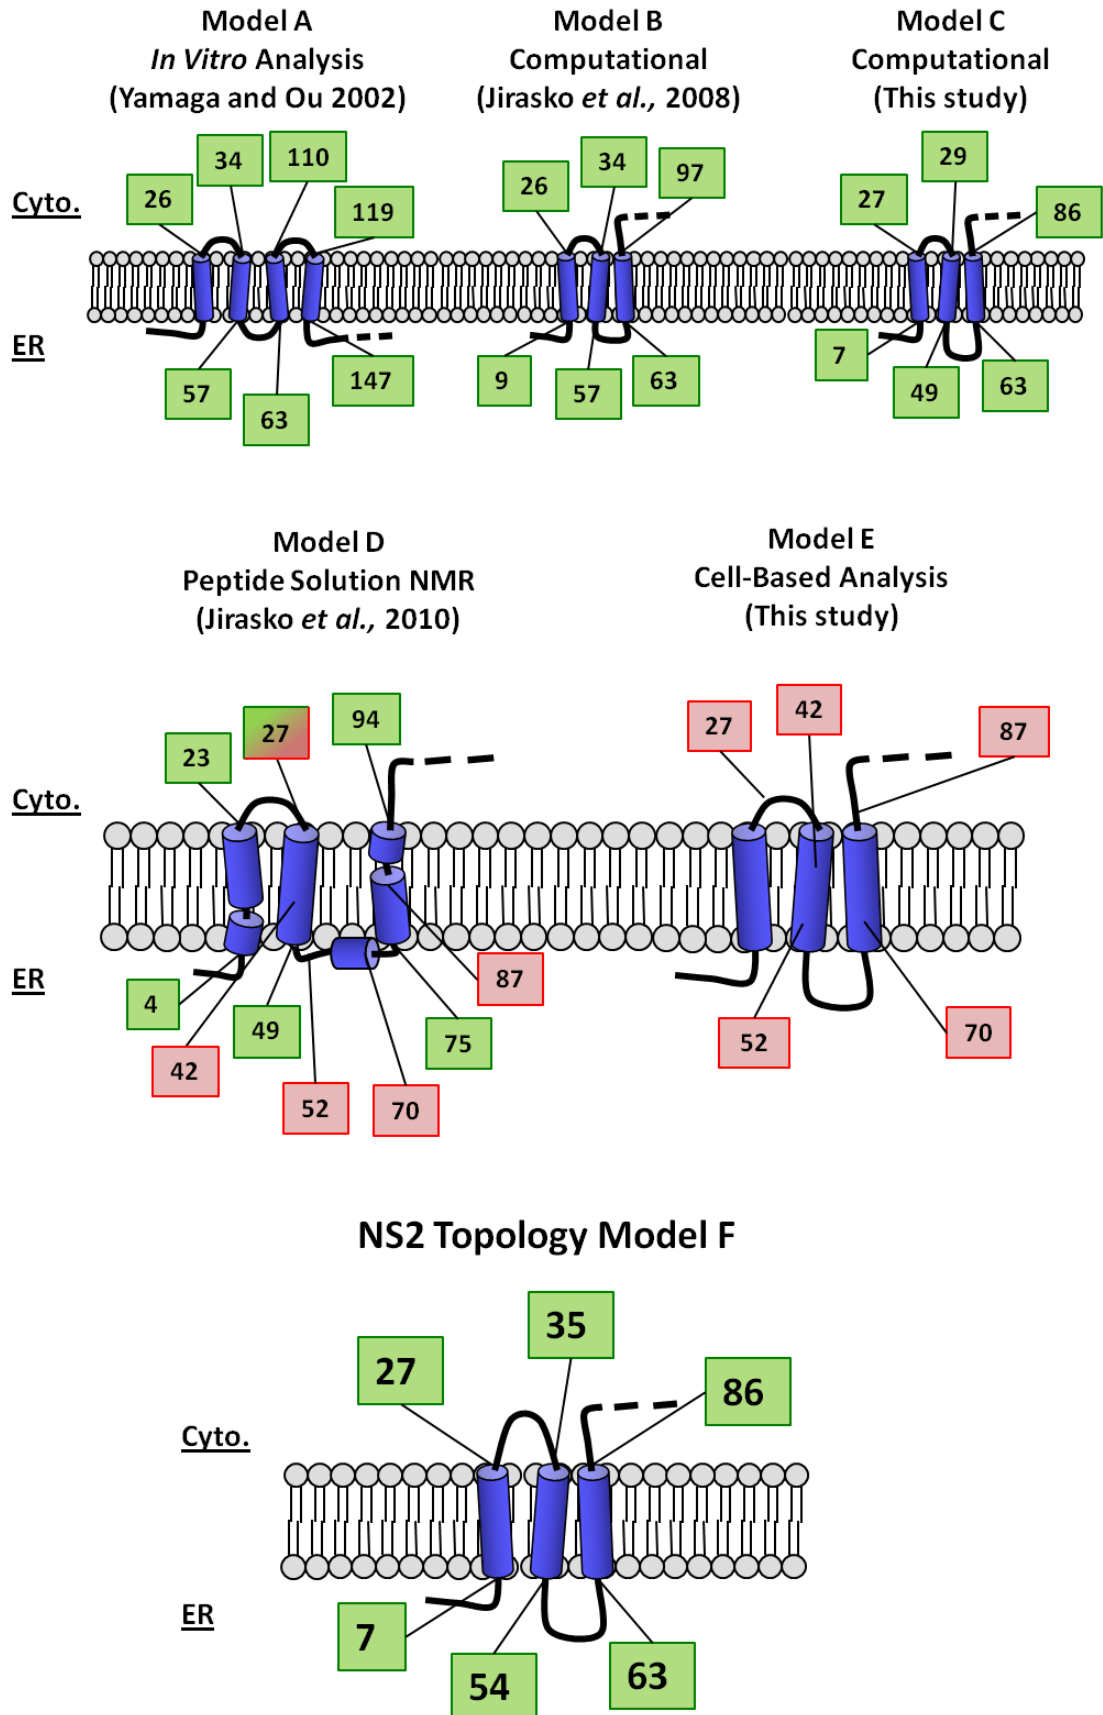 Model A
In Vitro Analysis
(Yamaga and Ou 2002)
Model B
Computational
(Jirasko et al., 2008)
Model C
Computational
(This study)
Cyto.
ER
26
34
110
119
57
63
147
26
34
97
9
57
63
27
29
86
7
49
63
Model D
Peptide Solution NMR
(Jirasko et al., 2010)
Model E
Cell-Based Analysis
(This study)
Cyto.
ER
23
27
94
4
42
49
52
70
75
87
27
42
87
52
70
NS2 Topology Model F
Cyto.
ER
27
35
86
7
54
63